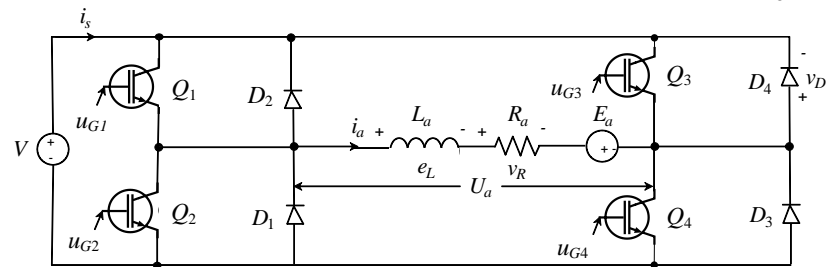 i_s
Q_1
D_2
u_G1
V
+
-
i_a
+
L_a
-
+
R_a
-
E_a
+
-
e_L
v_R
U_a
u_G3
Q_3
D_4
-
v_D
+
Q_2
D_1
u_G2
Q_4
D_3
u_G4